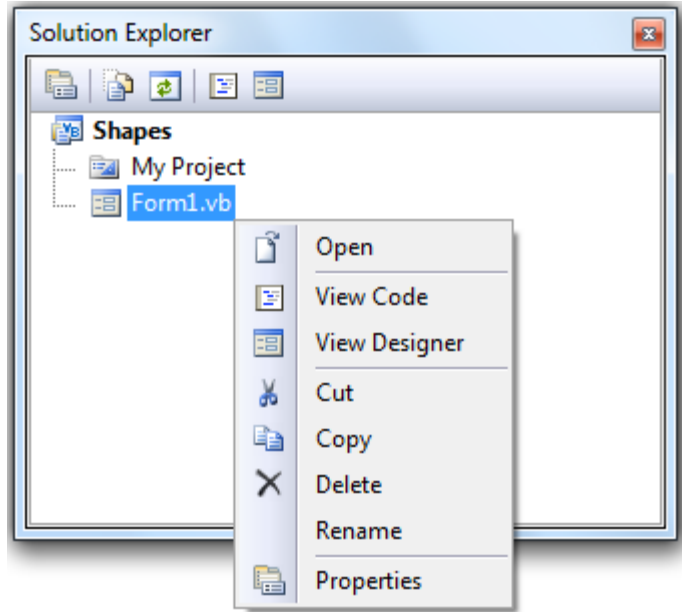 Solution Explorer
Shapes
My Project
Form1.vb
Open
View Code
View Designer
Cut
Copy
Delete
Rename
Properties